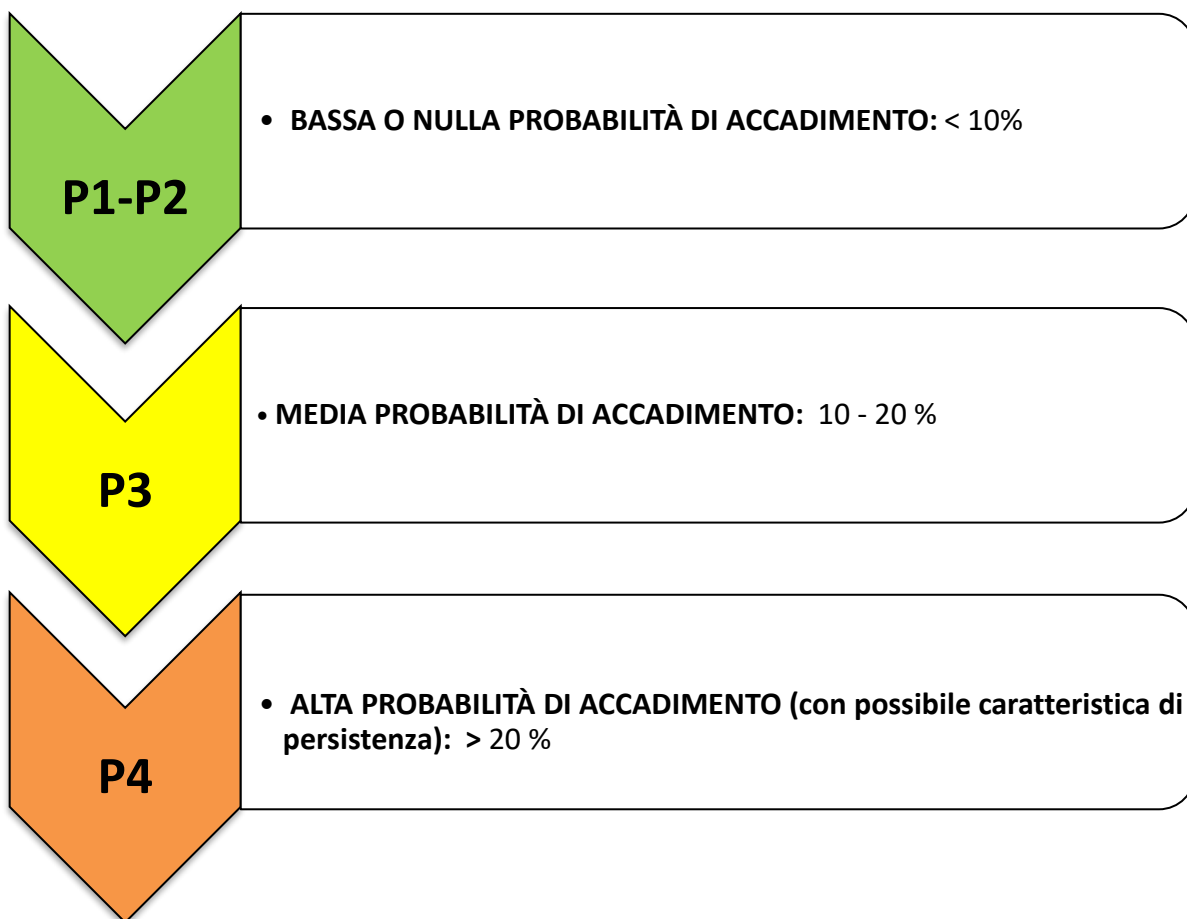 P1-P2
• BASSA O NULLA PROBABILITÀ DI ACCADIMENTO: < 10%
P3
• MEDIA PROBABILITÀ DI ACCADIMENTO: 10 - 20 %
P4
• ALTA PROBABILITÀ DI ACCADIMENTO (con possibile caratteristica di
persistenza): > 20 %